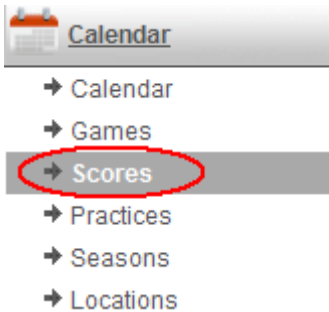 Calendar
Calendar
Games
Scores
Practices
Seasons
Locations